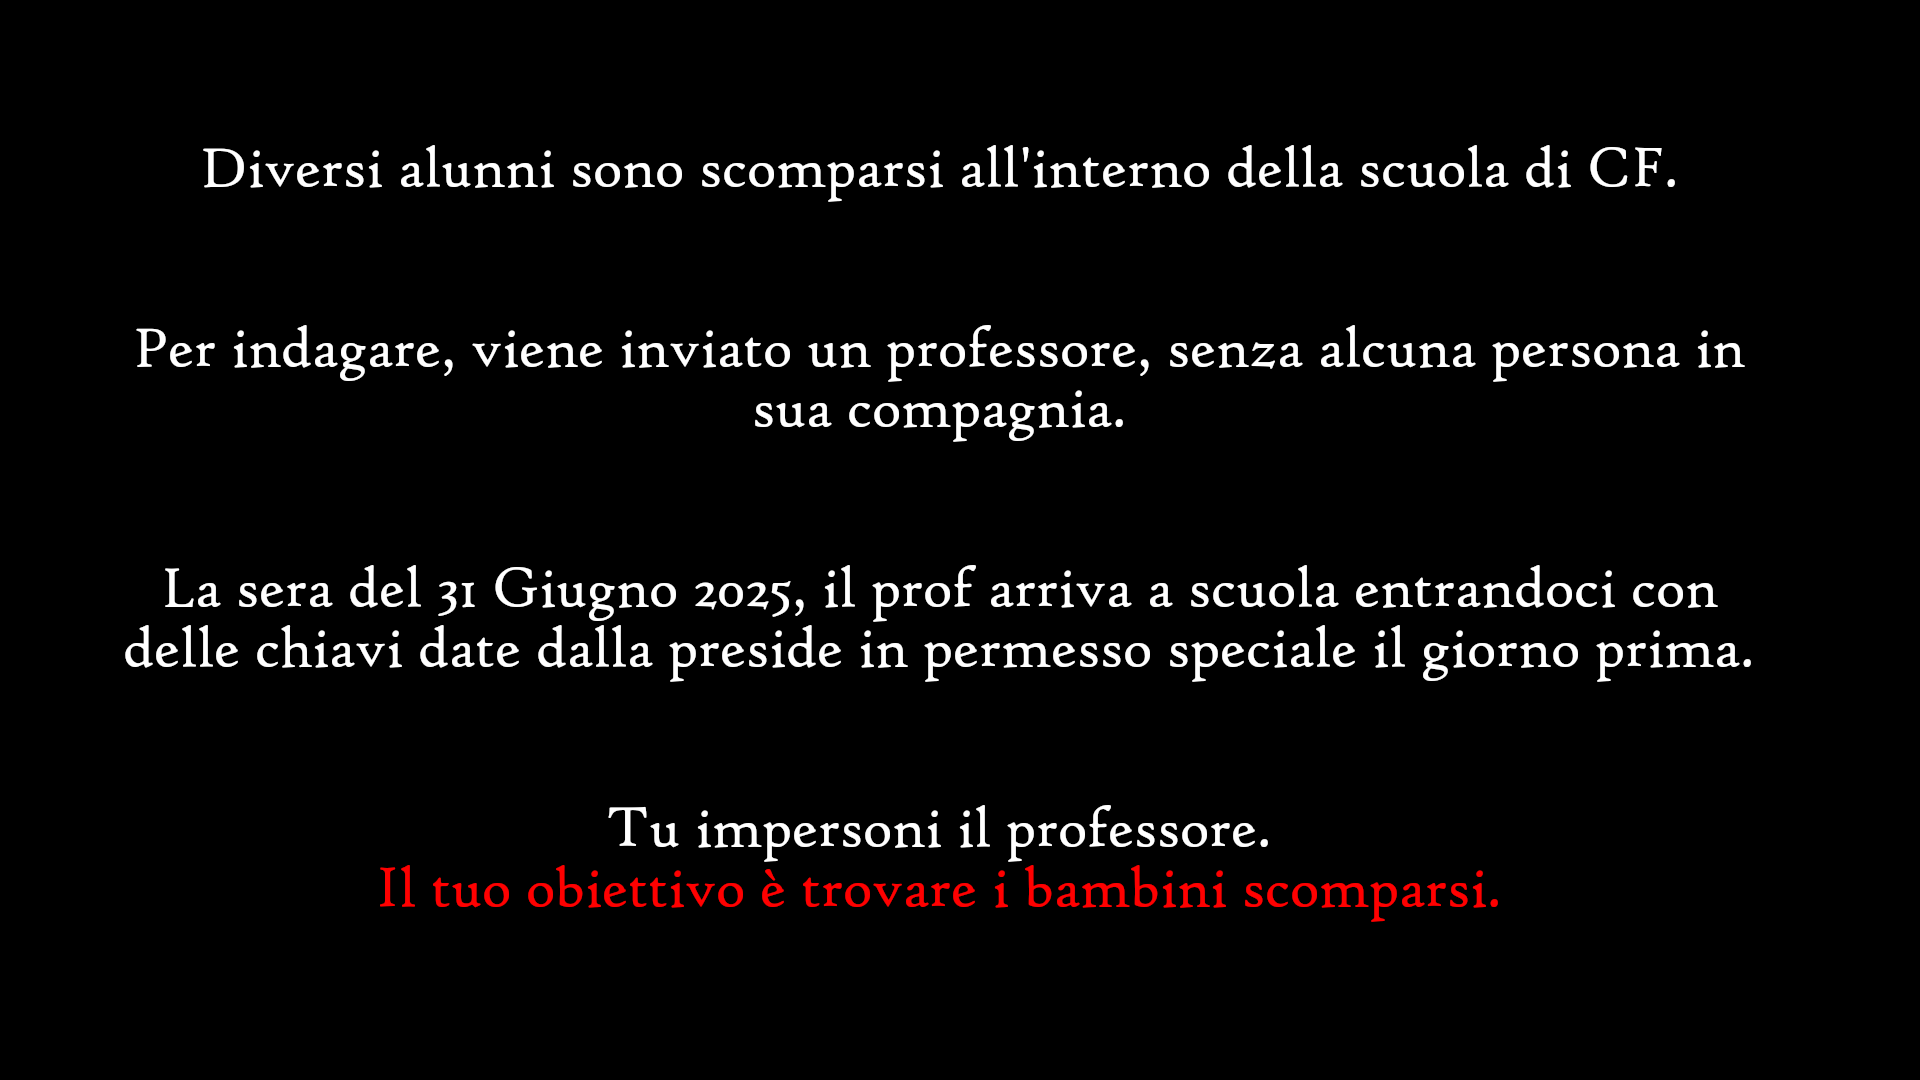 Diversi alunni sono scomparsi all'interno della scuola di CF.
Per indagare, viene inviato un professore, senza alcuna persona in
sua compagnia.
La sera del 31 Giugno 2025, il prof arriva a scuola entrandoci con
delle chiavi date dalla preside in permesso speciale il giorno prima.
Tu impersoni il professore.
Il tuo obiettivo è trovare i bambini scomparsi.